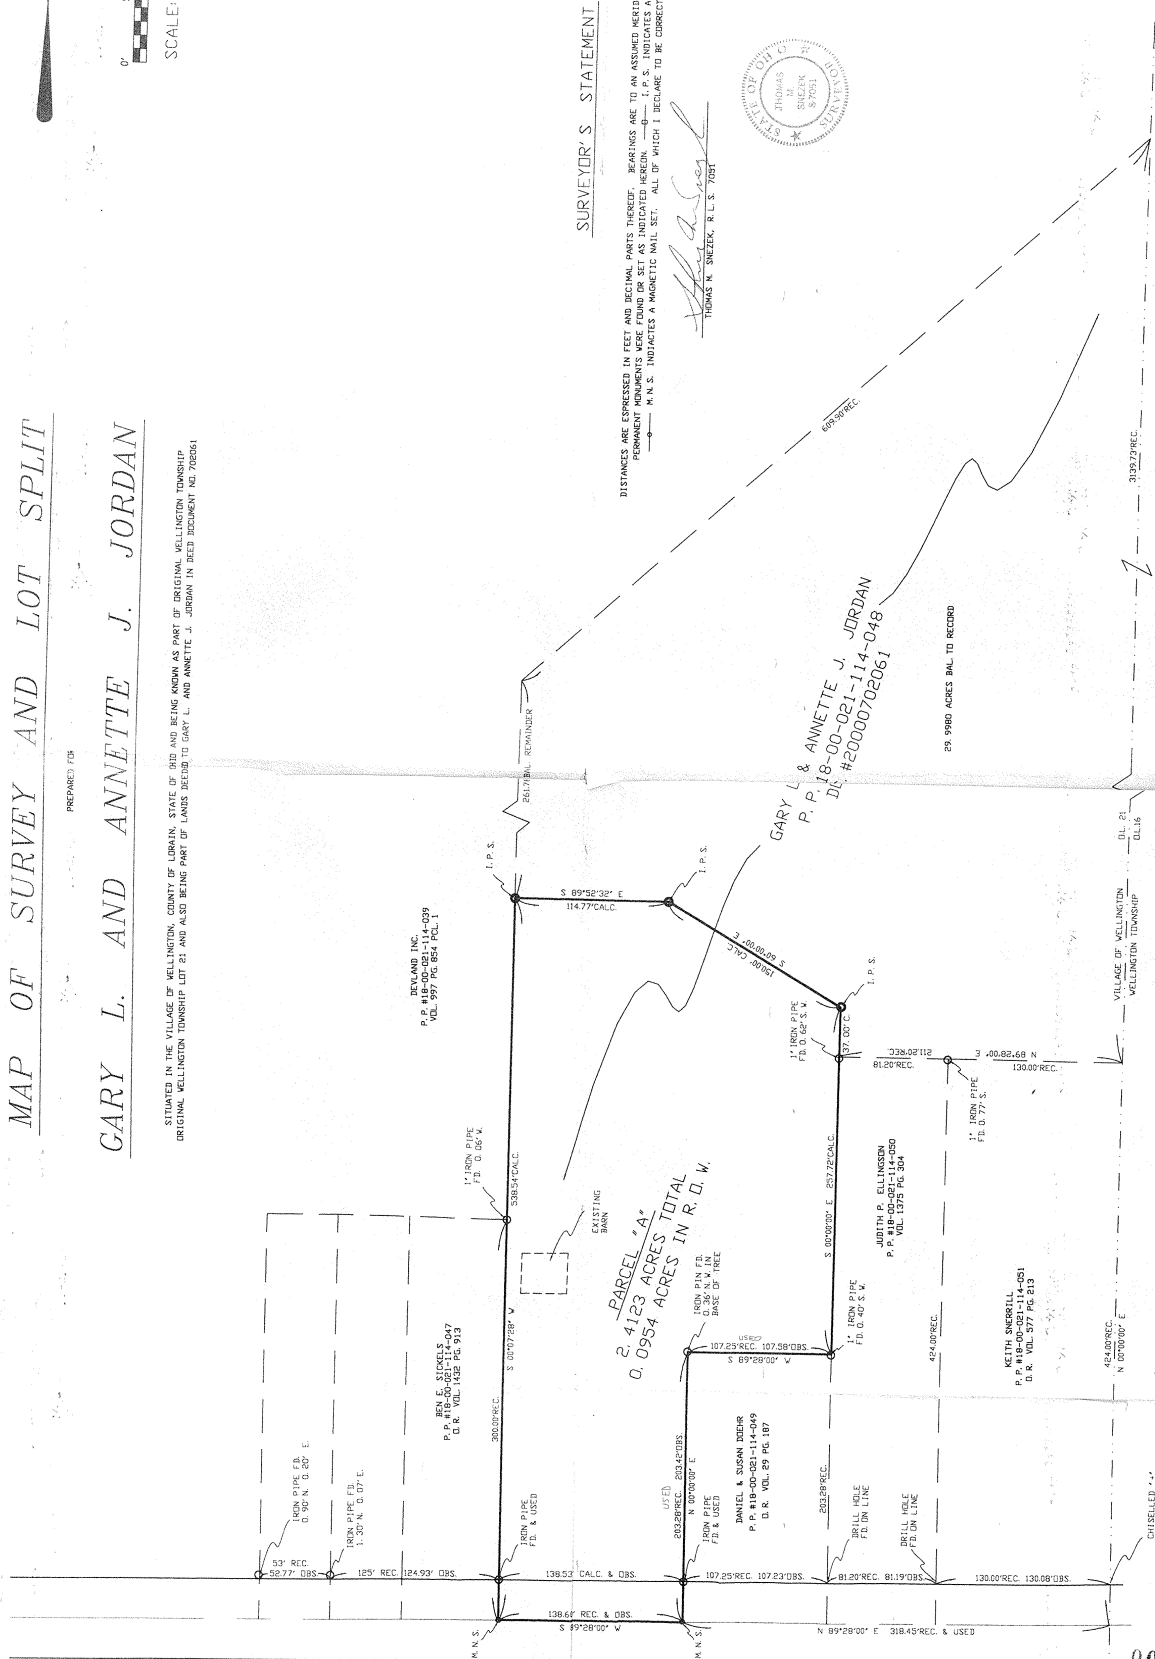 MAP OF SURVEY AND LOT SPLIT
PREPARED FOR
GARY L. AND ANNETTE J. JORDAN
SITUATED IN THE VILLAGE OF WELLINGTON, COUNTY OF LORAIN, STATE OF OHIO AND BEING KNOWN AS PART OF ORIGINAL WELLINGTON TOWNSHIP
ORIGINAL WELLINGTON TOWNSHIP LOT 21 AND ALSO BEING PART OF LANDS DEEDED TO GARY L. AND ANNETTE J. JORDAN IN DEED DOCUMENT NO. 702061
0'
SCALE:
SURVEYOR'S STATEMENT
DISTANCES ARE ESPRESSED IN FEET AND DECIMAL PARTS THEREOF. BEARINGS ARE TO AN ASSUMED MERID
PERMANENT MONUMENTS WERE FOUND OR SET AS INDICATED HEREON. I.P.S. INDICATES A
M.N.S. INDIACTES A MAGNETIC NAIL SET. ALL OF WHICH I DECLARE TO BE CORRECT
THOMAS M. SNEZEK, R.L.S. 7051
STATE OF OHIO
THOMAS
M.
SNEZEK
S-7051
SURVEYOR
609.90'REC.
3139.73'REC.
261.71'BAL. REMAINDER
GARY L. & ANNETTE J. JORDAN
P.P. 18-00-021-114-048
DL #20000702061
29.9980 ACRES BAL. TO RECORD
O.L. 21
O.L.16
VILLAGE OF WELLINGTON
WELLINGTON TOWNSHIP
I.P.S.
S 89°52'32" E
114.77'CALC.
I.P.S.
S 60°00'00" E
150.00' CALC.
I.P.S.
37.00'C.
1" IRON PIPE
FD. 0.62' S.W.
DEVLAND INC.
P.P. #18-00-021-114-039
VOL. 997 PG. 854 PCL. 1
211.20'REC.
81.20'REC.
N 89°28'00" E
130.00'REC.
1" IRON PIPE
FD. 0.77' S.
1" IRON PIPE
FD. 0.06' W.
538.54'CALC.
EXISTING
BARN
S 00°07'28" W
300.00'REC.
PARCEL "A"
2.4123 ACRES TOTAL
0.0954 ACRES IN R.O.W.
S 00°00'00" E 257.72'CALC.
JUDITH P. ELLINGSON
P.P. #18-00-021-114-050
VOL. 1375 PG. 304
IRON PIN FD.
0.36' N.W. IN
BASE OF TREE
USED
107.25'REC. 107.58'OBS.
S 89°28'00" W
1" IRON PIPE
FD. 0.40' S.W.
424.00'REC.
KEITH SNERRILL
P.P. #18-00-021-114-051
O.R. VOL. 577 PG. 213
424.00'REC.
N 00°00'00" E
BEN E. SICKELS
P.P. #18-00-021-114-047
O.R. VOL. 1432 PG. 913
IRON PIPE FD.
0.90' N. 0.20' E.
IRON PIPE FD.
1.30' N. 0.07' E.
IRON PIPE
FD. & USED
USED
203.28'REC. 203.42'OBS.
N 00°00'00" E
IRON PIPE
FD. & USED
DANIEL & SUSAN DOEHR
P.P. #18-00-021-114-049
O.R. VOL. 29 PG. 187
203.28'REC.
DRILL HOLE
FD. ON LINE
DRILL HOLE
FD. ON LINE
CHISELLED "+"
53' REC.
52.77' OBS.
125' REC. 124.93' OBS.
138.53' CALC. & OBS.
107.25'REC. 107.23'OBS.
81.20'REC. 81.19'OBS.
130.00'REC. 130.08'OBS.
138.61' REC. & OBS.
S 89°28'00" W
M.N.S.
M.N.S.
N 89°28'00" E 318.45'REC. & USED